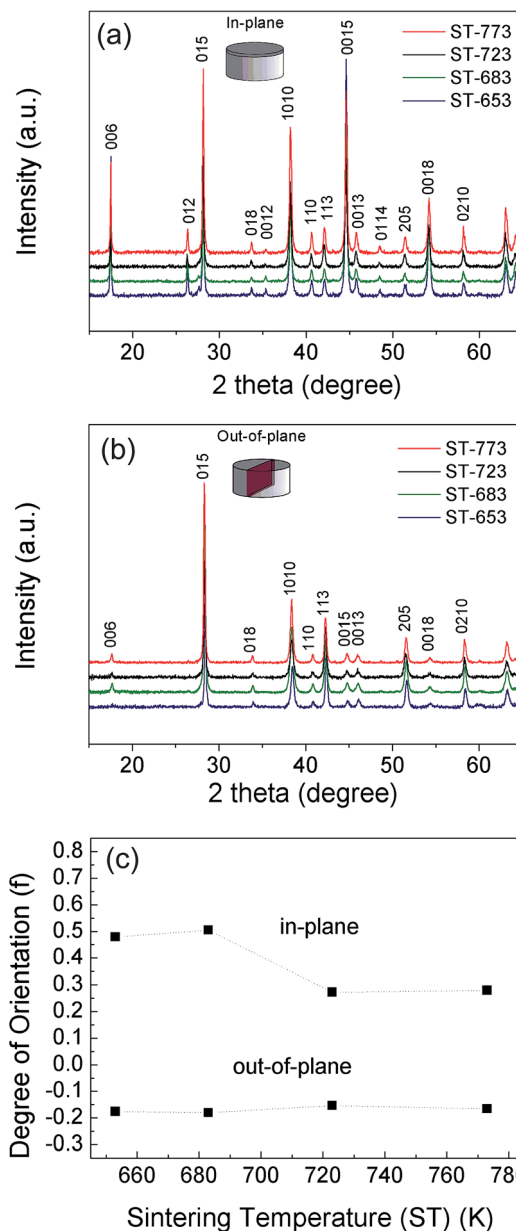 (a)
In-plane
ST-773
ST-723
ST-683
ST-653
006
012
015
018
0012
1010
110
113
0015
0013
0114
205
0018
0210
Intensity (a.u.)
20 30 40 50 60
2 theta (degree)
(b)
Out-of-plane
ST-773
ST-723
ST-683
ST-653
006
015
018
1010
110
113
0015
0013
205
0018
0210
Intensity (a.u.)
20 30 40 50 60
2 theta (degree)
(c)
0.8
0.7
0.6
0.5
0.4
0.3
0.2
0.1
0.0
-0.1
-0.2
-0.3
Degree of Orientation (f)
in-plane
out-of-plane
660 680 700 720 740 760 780
Sintering Temperature (ST) (K)